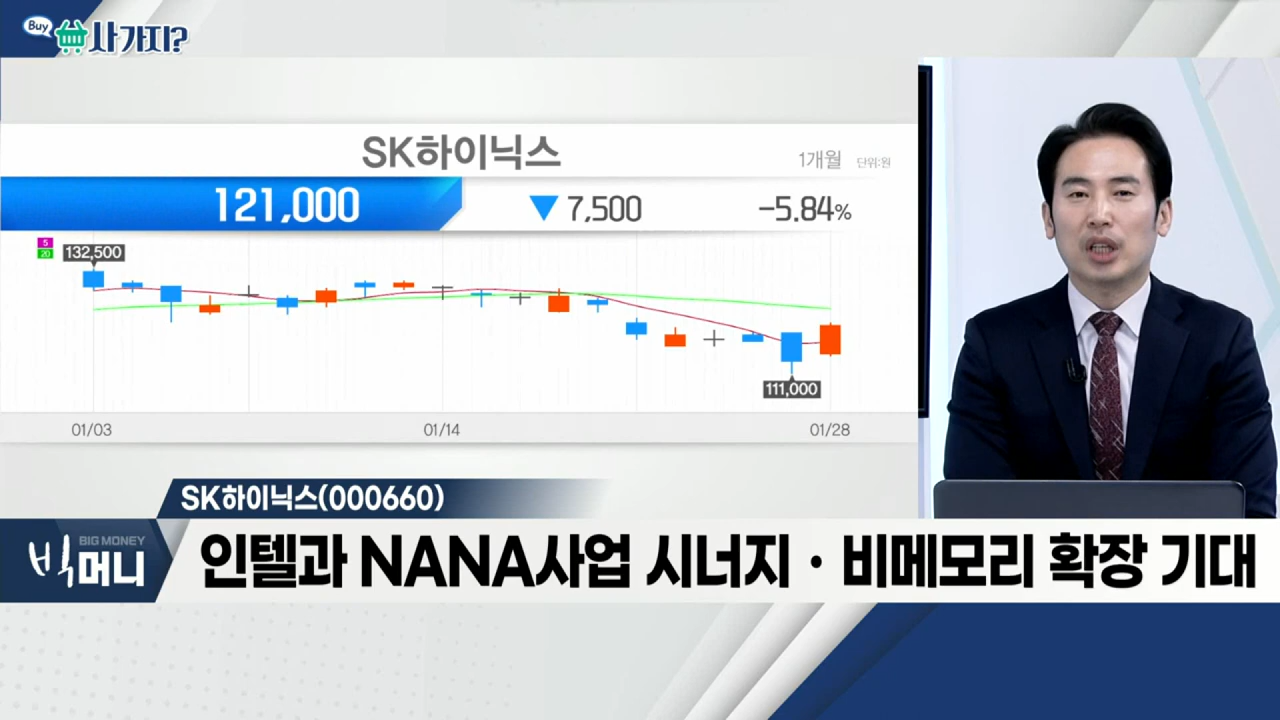 Buy
사가지?
SK하이닉스
1개월 단위:원
121,000 ▼ 7,500 -5.84%
5
20
132,500
111,000
01/03 01/14 01/28
SK하이닉스(000660)
BIG MONEY
빅머니
인텔과 NANA사업 시너지·비메모리 확장 기대